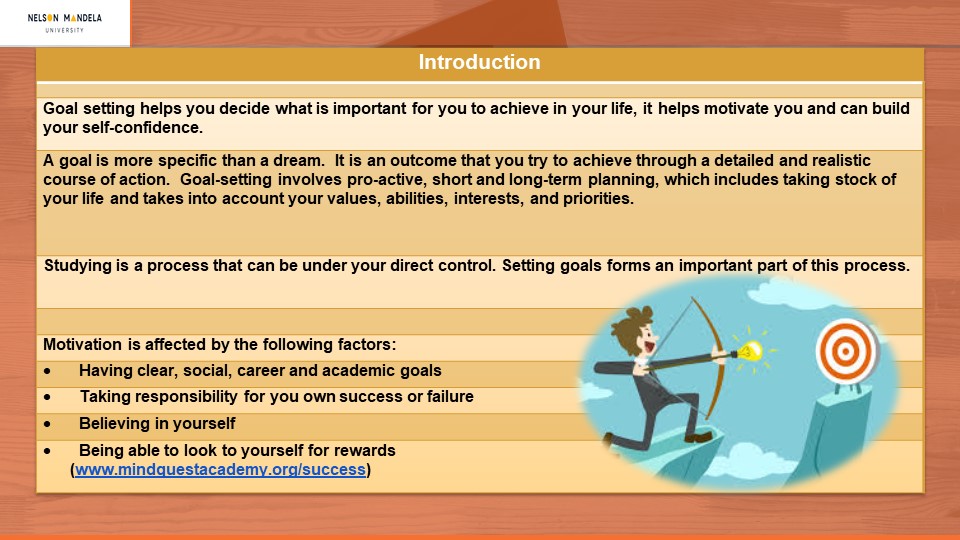 NELSON MANDELA
UNIVERSITY
Introduction
Goal setting helps you decide what is important for you to achieve in your life, it helps motivate you and can build
your self-confidence.
A goal is more specific than a dream.  It is an outcome that you try to achieve through a detailed and realistic
course of action.  Goal-setting involves pro-active, short and long-term planning, which includes taking stock of
your life and takes into account your values, abilities, interests, and priorities.
Studying is a process that can be under your direct control. Setting goals forms an important part of this process.
Motivation is affected by the following factors:
• Having clear, social, career and academic goals
• Taking responsibility for you own success or failure
• Believing in yourself
• Being able to look to yourself for rewards
(www.mindquestacademy.org/success)